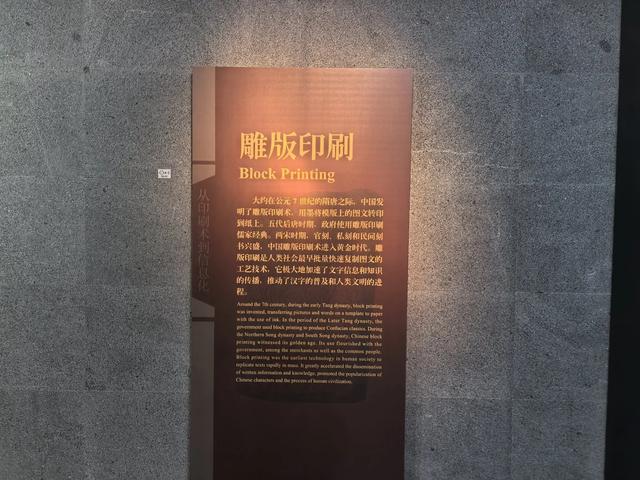 雕版印刷
Block Printing
大约在公元 7 世纪的隋唐之际，中国发
明了雕版印刷术，用墨将模版上的图文转印
到纸上。五代后唐时期，政府使用雕版印刷
儒家经典。两宋时期，官刻、私刻和民间刻
书兴盛，中国雕版印刷术进入黄金时代。雕
版印刷是人类社会最早批量快速复制图文的
工艺技术，它极大地加速了文字信息和知识
的传播，推动了汉字的普及和人类文明的进
程。
Around the 7th century, during the early Tang dynasty, block printing
was invented, transferring pictures and words on a template to paper
with the use of ink. In the period of the Later Tang dynasty, the
government used block printing to produce Confucian classics. During
the Northern Song dynasty and South Song dynasty, Chinese block
printing witnessed its golden age. Its use flourished with the
government, among the merchants as well as the common people.
Block printing was the earliest technology in human society to
replicate texts rapidly in mass. It greatly accelerated the dissemination
of written information and knowledge, promoted the popularization of
Chinese characters and the process of human civilization.
从印刷术到信息化